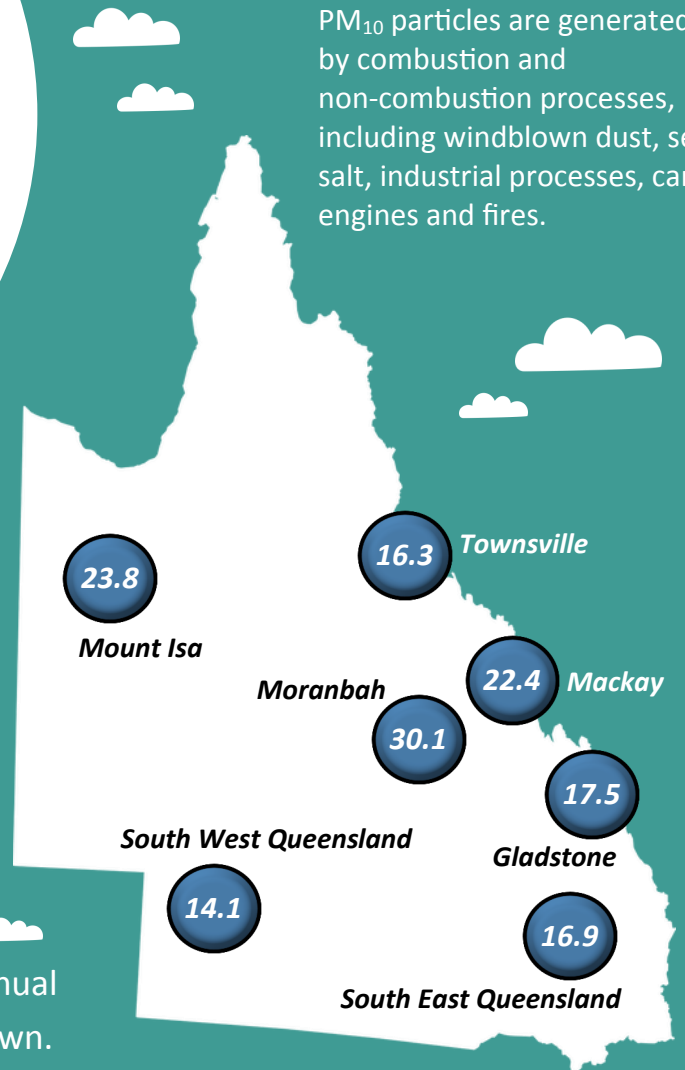 PM₁₀ particles are generated
by combustion and
non-combustion processes,
including windblown dust,
salt, industrial processes,
engines and fires.
16.3 Townsville
23.8
Mount Isa
22.4 Mackay
Moranbah
30.1
17.5
Gladstone
South West Queensland
14.1
16.9
South East Queensland